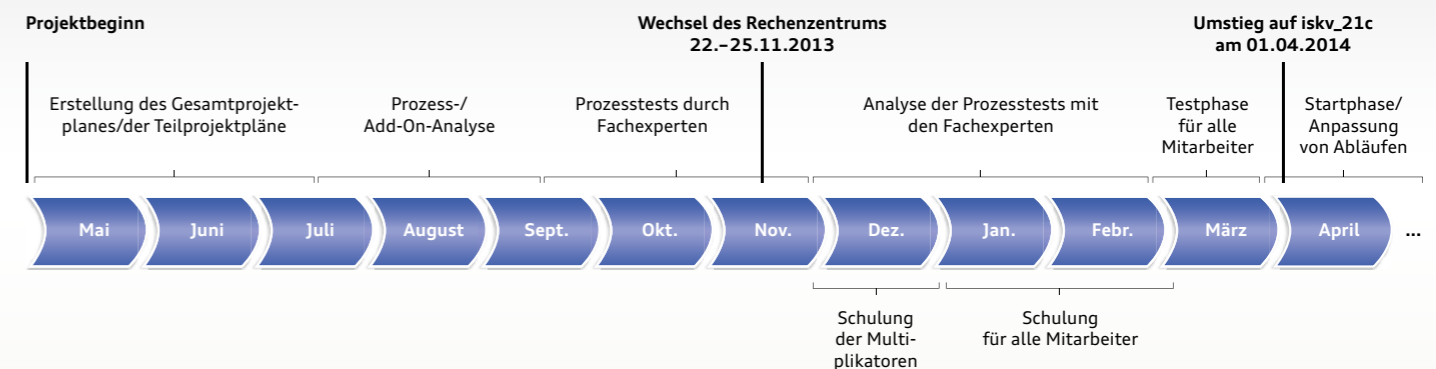 Projektbeginn
Wechsel des Rechenzentrums
22.–25.11.2013
Umstieg auf iskv_21c
am 01.04.2014
Erstellung des Gesamtprojekt-
planes/der Teilprojektpläne
Prozess-/
Add-On-Analyse
Prozesstests durch
Fachexperten
Analyse der Prozesstests mit
den Fachexperten
Testphase
für alle
Mitarbeiter
Startphase/
Anpassung
von Abläufen
Mai
Juni
Juli
August
Sept.
Okt.
Nov.
Dez.
Jan.
Febr.
März
April
...
Schulung
der Multi-
plikatoren
Schulung
für alle Mitarbeiter